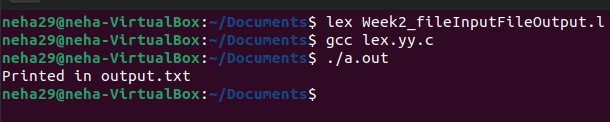 neha29@neha-VirtualBox:~/Documents$ lex Week2_fileInputFileOutput.l
neha29@neha-VirtualBox:~/Documents$ gcc lex.yy.c
neha29@neha-VirtualBox:~/Documents$ ./a.out
Printed in output.txt
neha29@neha-VirtualBox:~/Documents$